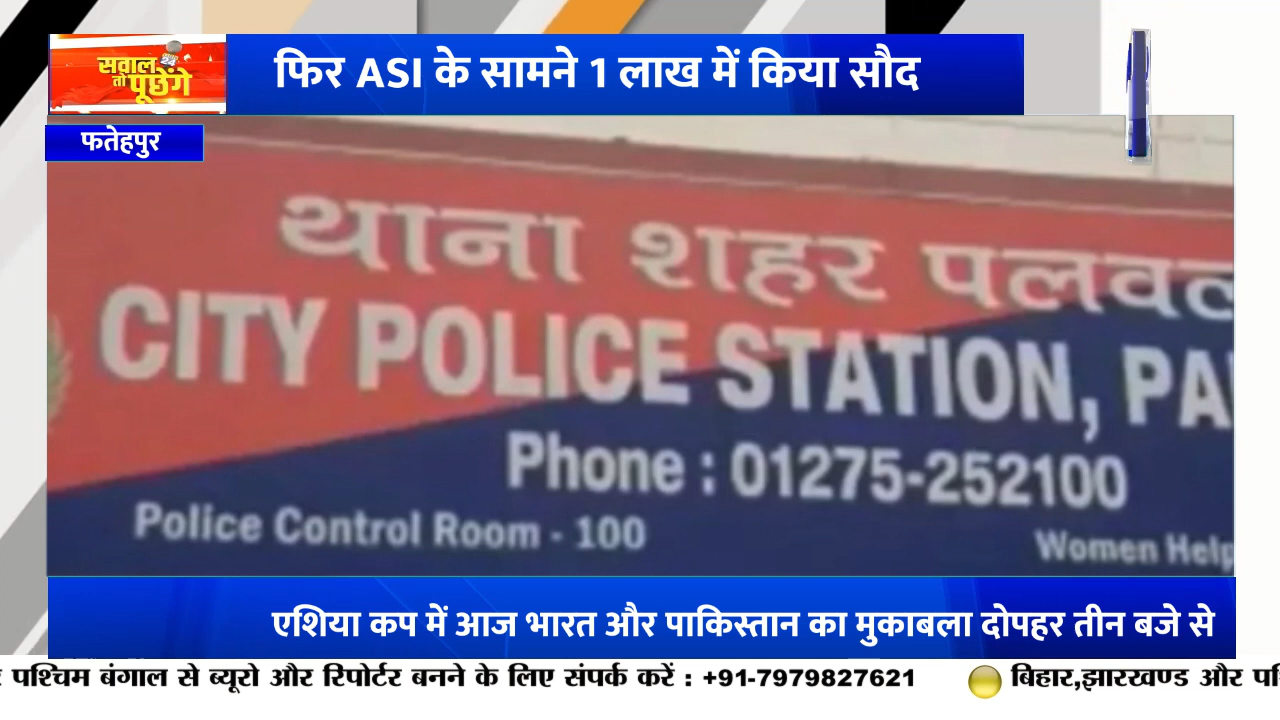 सवाल
तो पूछेंगे
24
फिर ASI के सामने 1 लाख में किया सौद
फतेहपुर
थाना शहर पलवल
CITY POLICE STATION, PA
Phone : 01275-252100
Police Control Room - 100
Women Help
एशिया कप में आज भारत और पाकिस्तान का मुकाबला दोपहर तीन बजे से
पश्चिम बंगाल से ब्यूरो और रिपोर्टर बनने के लिए संपर्क करें : +91-7979827621
बिहार,झारखण्ड और